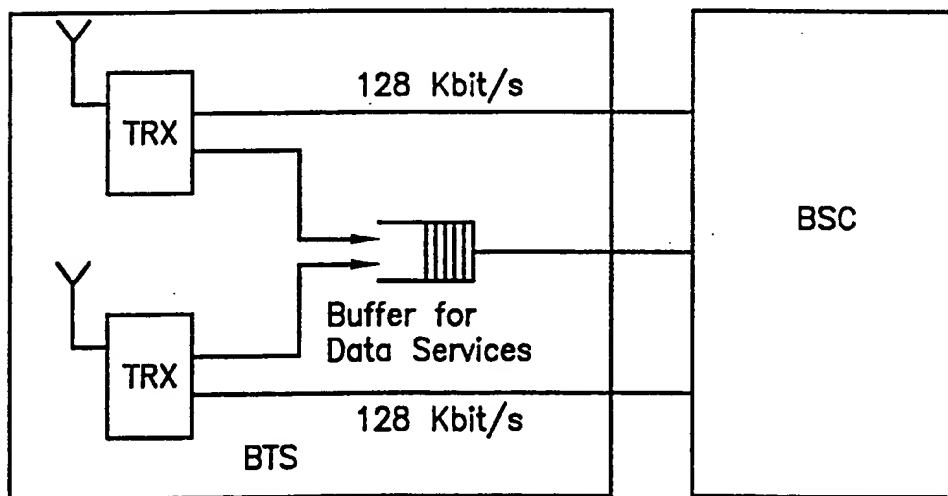 128 Kbit/s
TRX
BSC
Buffer for
Data Services
TRX
128 Kbit/s
BTS